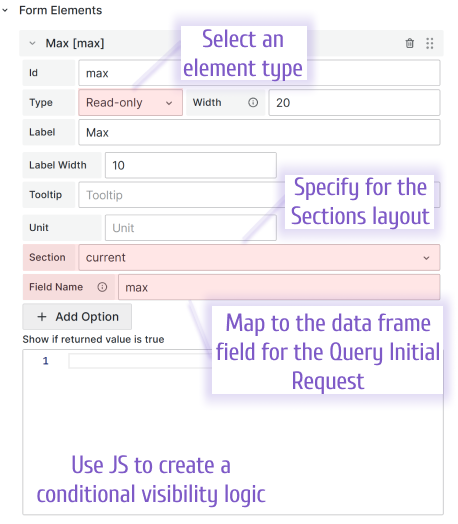 Form Elements
Max [max]
Select an
element type
Id
max
Type
Read-only
Width
20
Label
Max
Label Width
10
Tooltip
Tooltip
Specify for the
Sections layout
Unit
Unit
Section
current
Field Name
max
+ Add Option
Map to the data frame
field for the Query Initial
Request
Show if returned value is true
1
Use JS to create a
conditional visibility logic